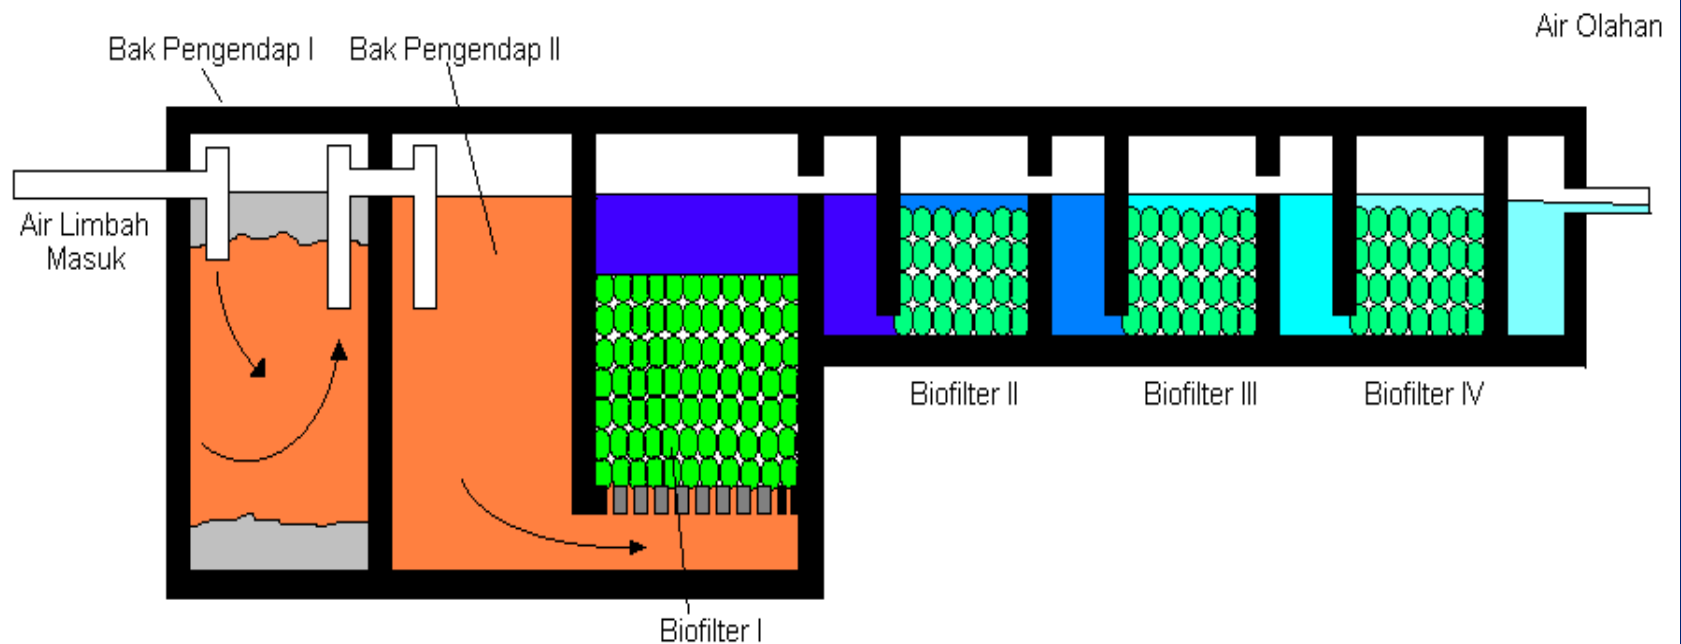 Air Olahan
Bak Pengendap I
Bak Pengendap II
Air Limbah
Masuk
Biofilter II
Biofilter III
Biofilter IV
Biofilter I